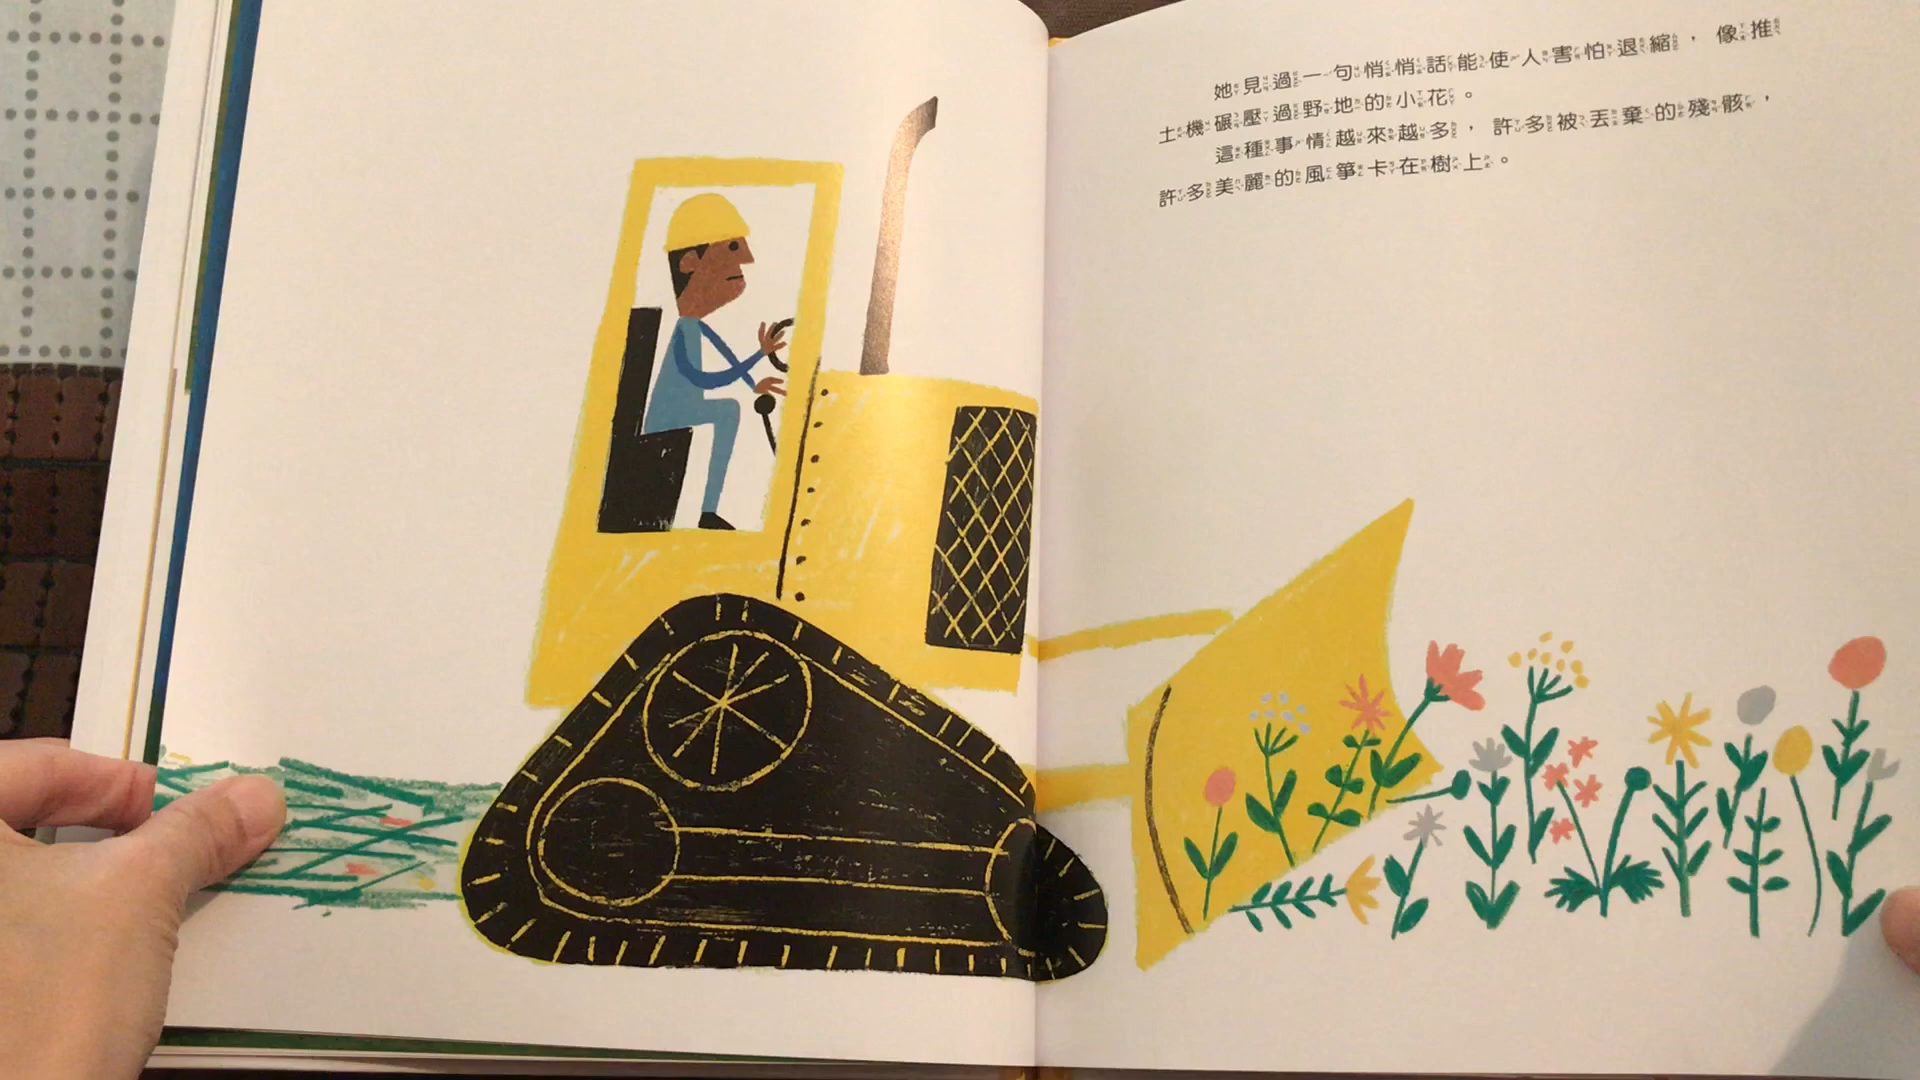 她見過一句悄悄話能使人害怕退縮，像推
土機碾壓過野地的小花。
這種事情越來越多，許多被丟棄的殘骸，
許多美麗的風箏卡在樹上。